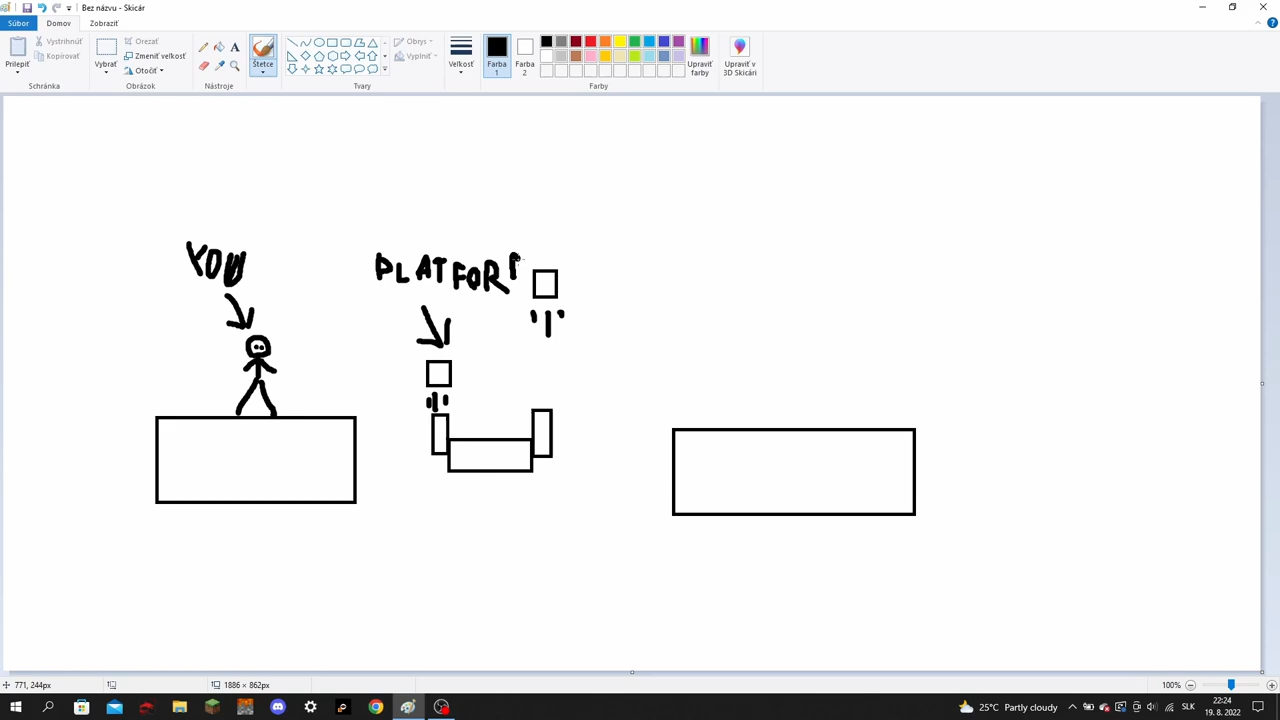 Bez názvu - Skicár
Súbor Domov Zobraziť
Prilepiť
Vystrihnúť
Kopírovať
Schránka
Vybrať
Orezať
Zmeniť veľkosť
Otočiť
Obrázok
Nástroje
Štetce
Obrys
Vyplniť
Tvary
Veľkosť
Farba 1
Farba 2
Upraviť farby
Farby
Upraviť v 3D Skicári
YOU
PLATFOR
771, 244px
1886 × 862px
100%
25°C Partly cloudy
SLK
22:24
19. 8. 2022